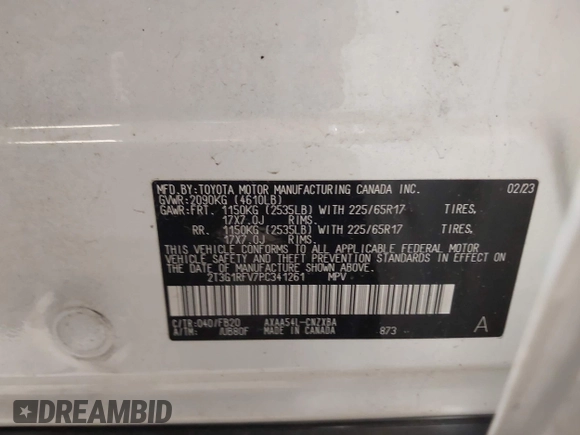 MFD.BY:TOYOTA MOTOR MANUFACTURING CANADA INC. 02/23
GVWR:2090KG (4610LB)
GAWR:FRT. 1150KG (2535LB) WITH 225/65R17 TIRES.
17X7.0J RIMS.
RR. 1150KG (2535LB) WITH 225/65R17 TIRES.
17X7.0J RIMS.
THIS VEHICLE CONFORMS TO ALL APPLICABLE FEDERAL MOTOR
VEHICLE SAFETY AND THEFT PREVENTION STANDARDS IN EFFECT
ON THE DATE OF MANUFACTURE SHOWN ABOVE.
2T3G1RFV7PC341261 MPV
C/TR:040/FB20 AXAA54L-CNZXBA
A/TM: /UB80F MADE IN CANADA 873 A
DREAMBID